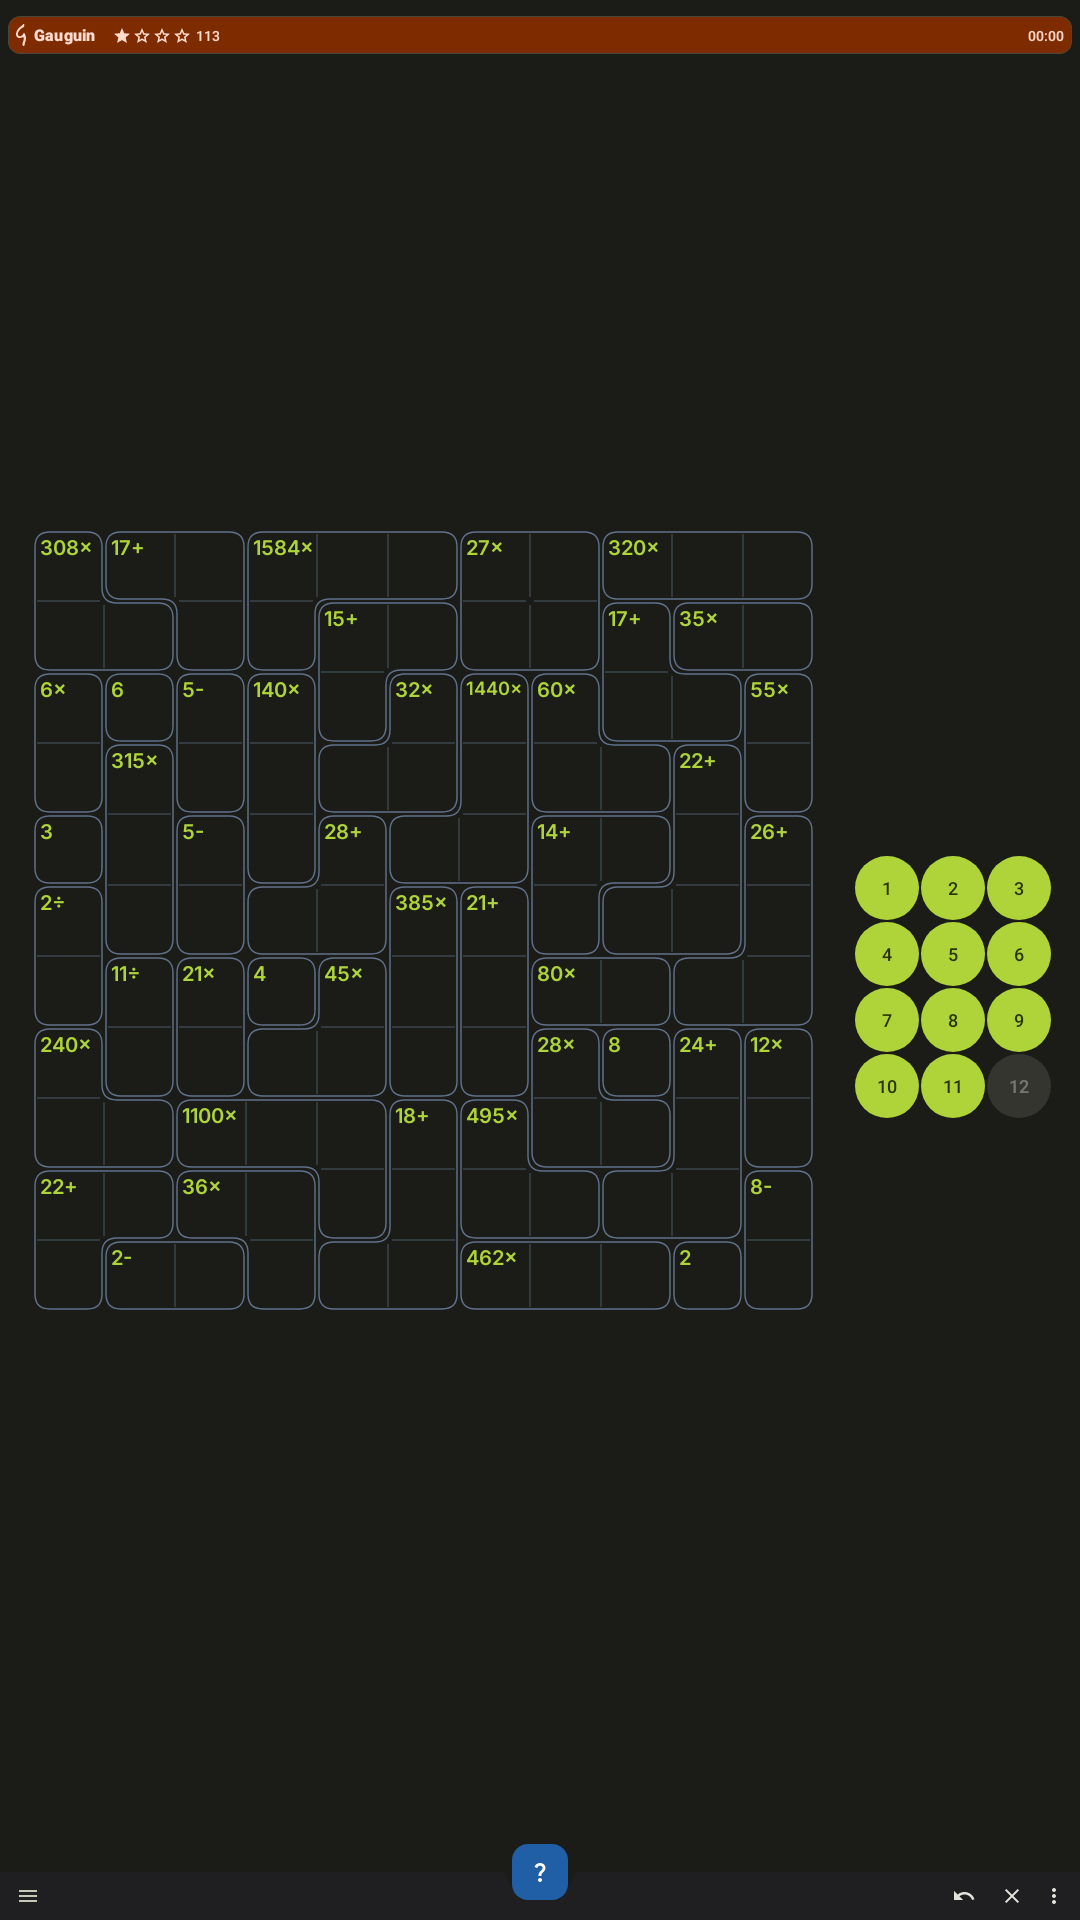 Gauguin 113 00:00
308× 17+ 1584× 27× 320×
15+ 17+ 35×
6× 6 5- 140× 32× 1440× 60× 55×
315× 22+
3 5- 28+ 14+ 26+
2÷ 385× 21+
11÷ 21× 4 45× 80×
240× 28× 8 24+ 12×
1100× 18+ 495×
22+ 36× 8-
2- 462× 2
1 2 3
4 5 6
7 8 9
10 11 12
?